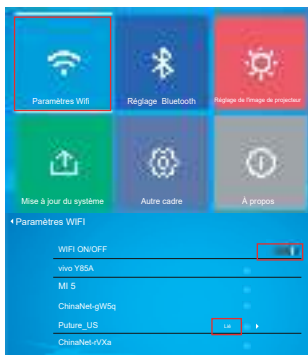 Paramètres Wifi
Réglage Bluetooth
Réglage de l'image de projecteur
Mise à jour du système
Autre cadre
À propos
Paramètres WIFI
WIFI ON/OFF
vivo Y85A
MI 5
ChinaNet-gW5q
Puture_US
ChinaNet-rVXa